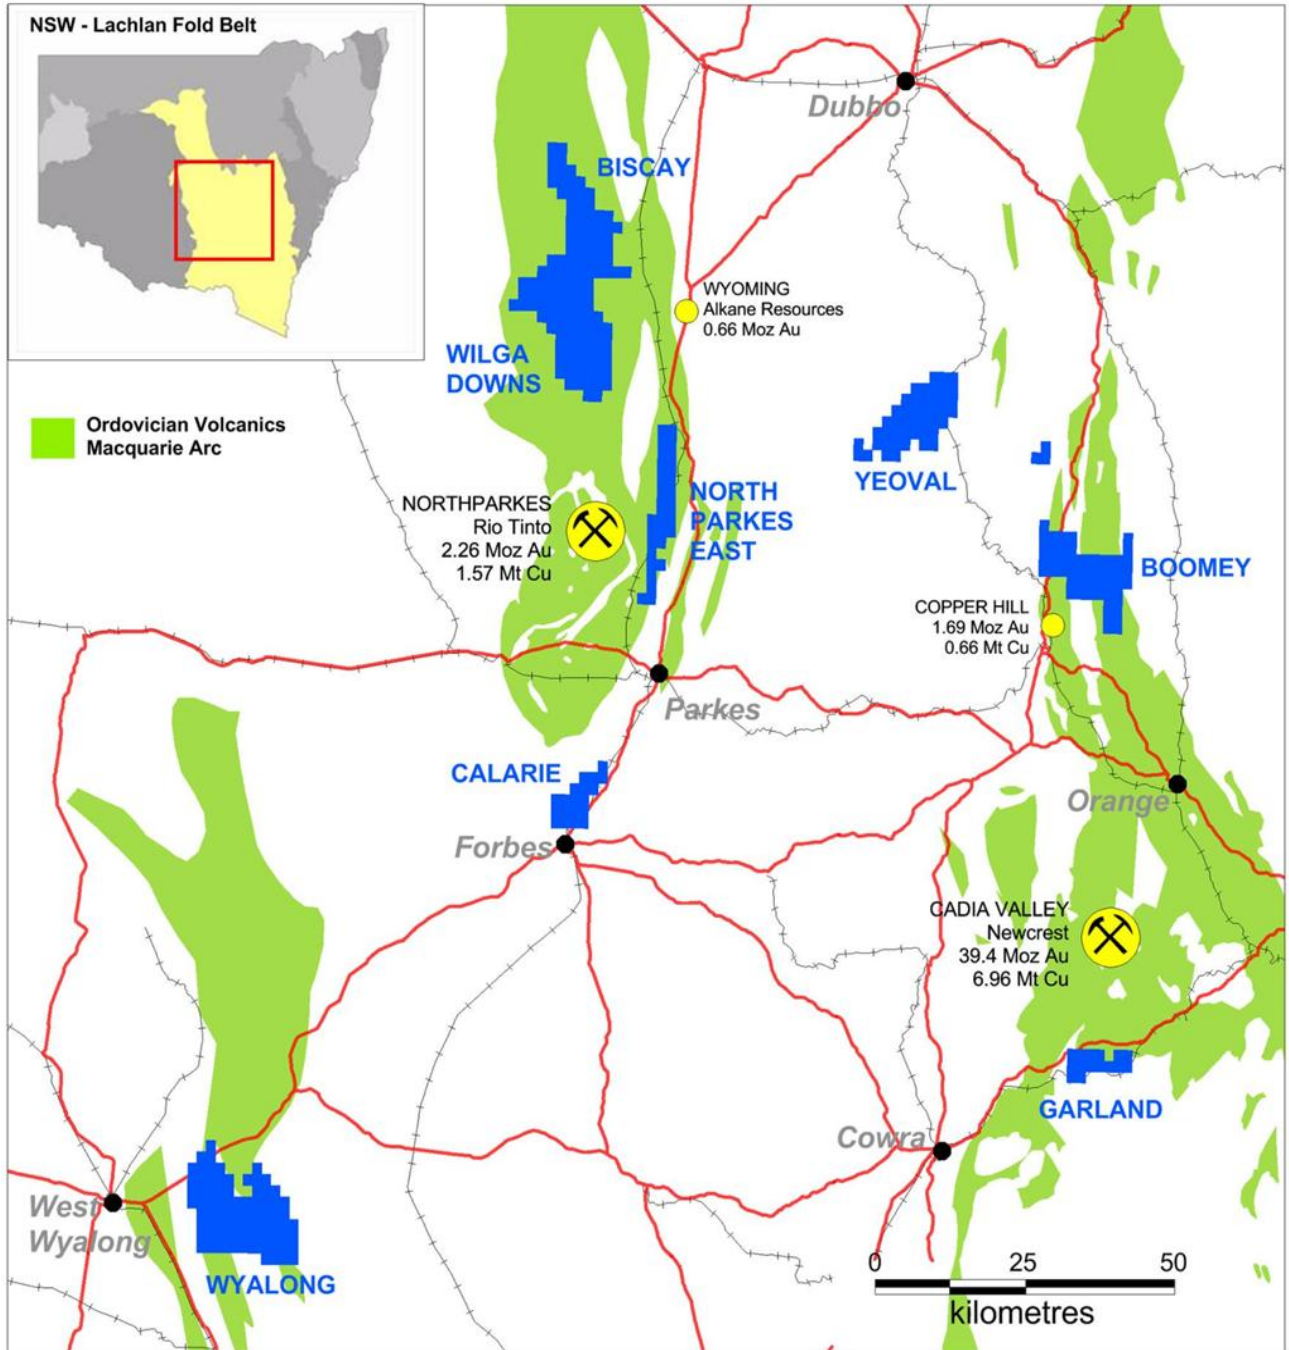 NSW - Lachlan Fold Belt
Dubbo
BISCAY
WYOMING
Alkane Resources
0.66 Moz Au
WILGA
DOWNS
Ordovician Volcanics
Macquarie Arc
YEOVAL
NORTHPARKES
Rio Tinto
2.26 Moz Au
1.57 Mt Cu
NORTH
PARKES
EAST
BOOMEY
COPPER HILL
1.69 Moz Au
0.66 Mt Cu
Parkes
CALARIE
Orange
Forbes
CADIA VALLEY
Newcrest
39.4 Moz Au
6.96 Mt Cu
GARLAND
Cowra
West
Wyalong
WYALONG
0 25 50
kilometres